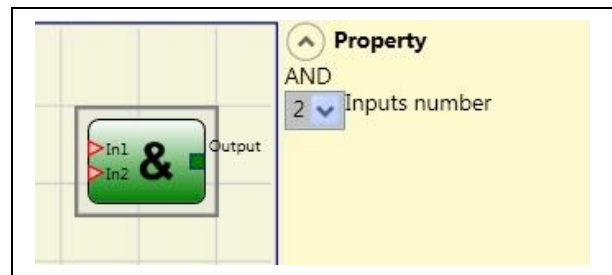 In1
In2
&
Output
Property
AND
2 Inputs number